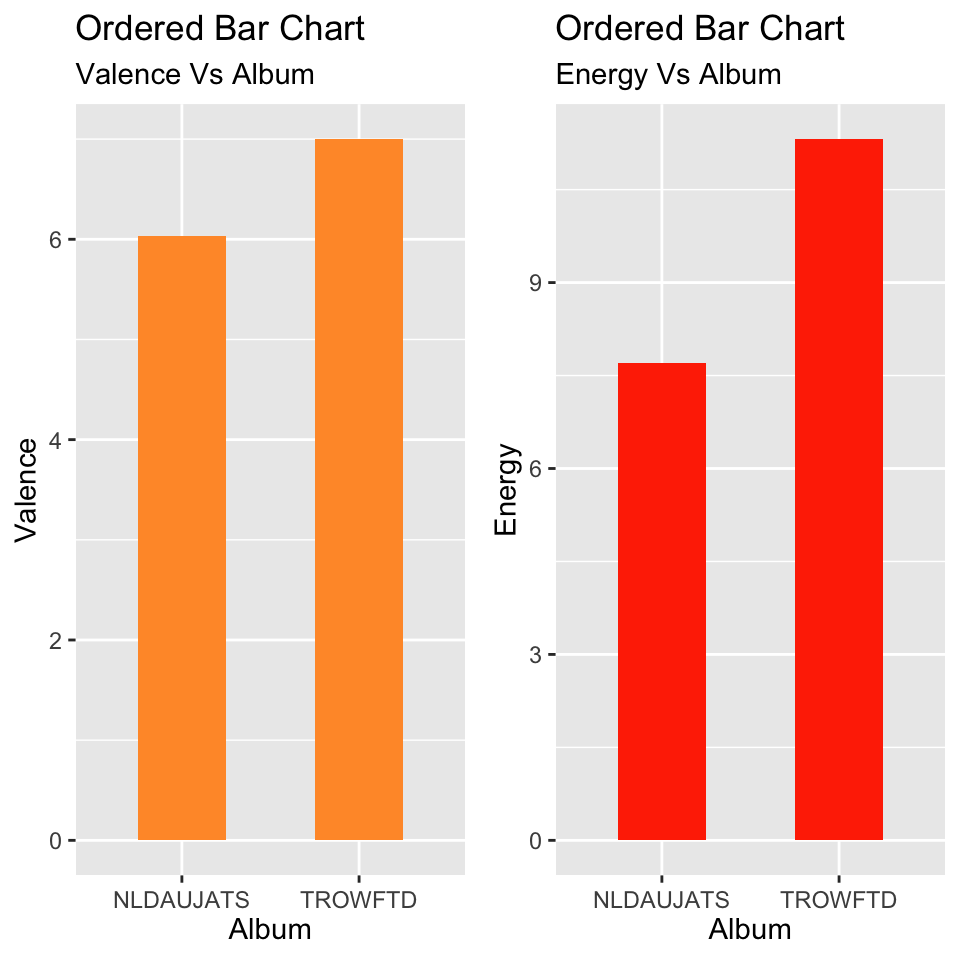 Ordered Bar Chart
Valence Vs Album
Valence
6
4
2
0
NLDAUJATS TROWFTD
Album
Ordered Bar Chart
Energy Vs Album
Energy
9
6
3
0
NLDAUJATS TROWFTD
Album